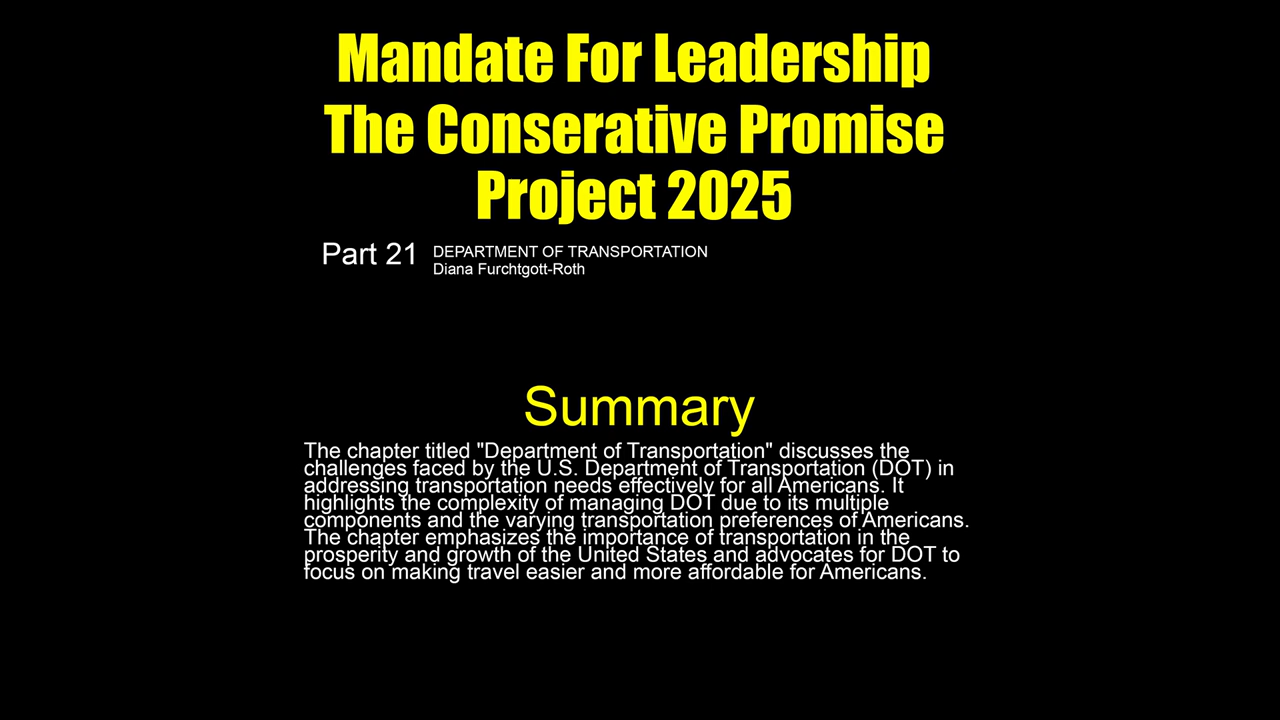 Mandate For Leadership
The Conserative Promise
Project 2025
Part 21
DEPARTMENT OF TRANSPORTATION
Diana Furchtgott-Roth
Summary
The chapter titled "Department of Transportation" discusses the
challenges faced by the U.S. Department of Transportation (DOT) in
addressing transportation needs effectively for all Americans. It
highlights the complexity of managing DOT due to its multiple
components and the varying transportation preferences of Americans.
The chapter emphasizes the importance of transportation in the
prosperity and growth of the United States and advocates for DOT to
focus on making travel easier and more affordable for Americans.